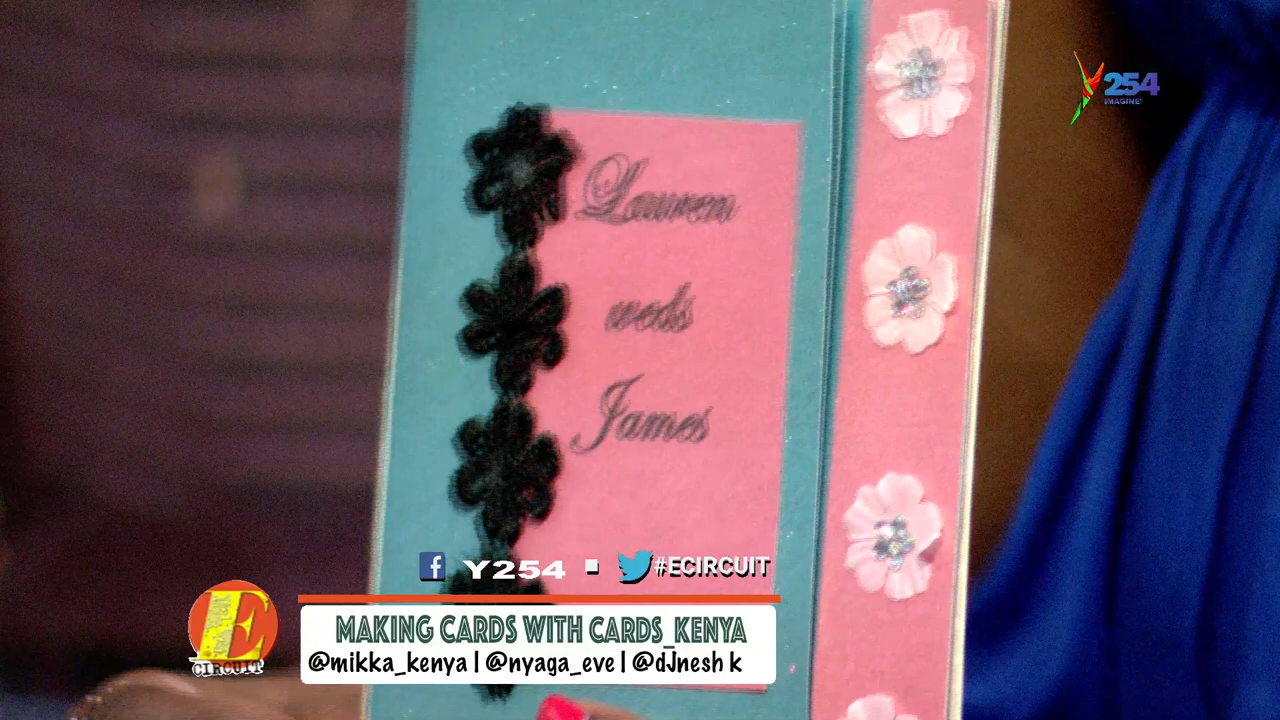 Y254
IMAGINE!
Lauren
weds
James
Y254 #ECIRCUIT
E
CIRCUIT
MAKING CARDS WITH CARDS_KENYA
@mikka_kenya | @nyaga_eve | @dJnesh k